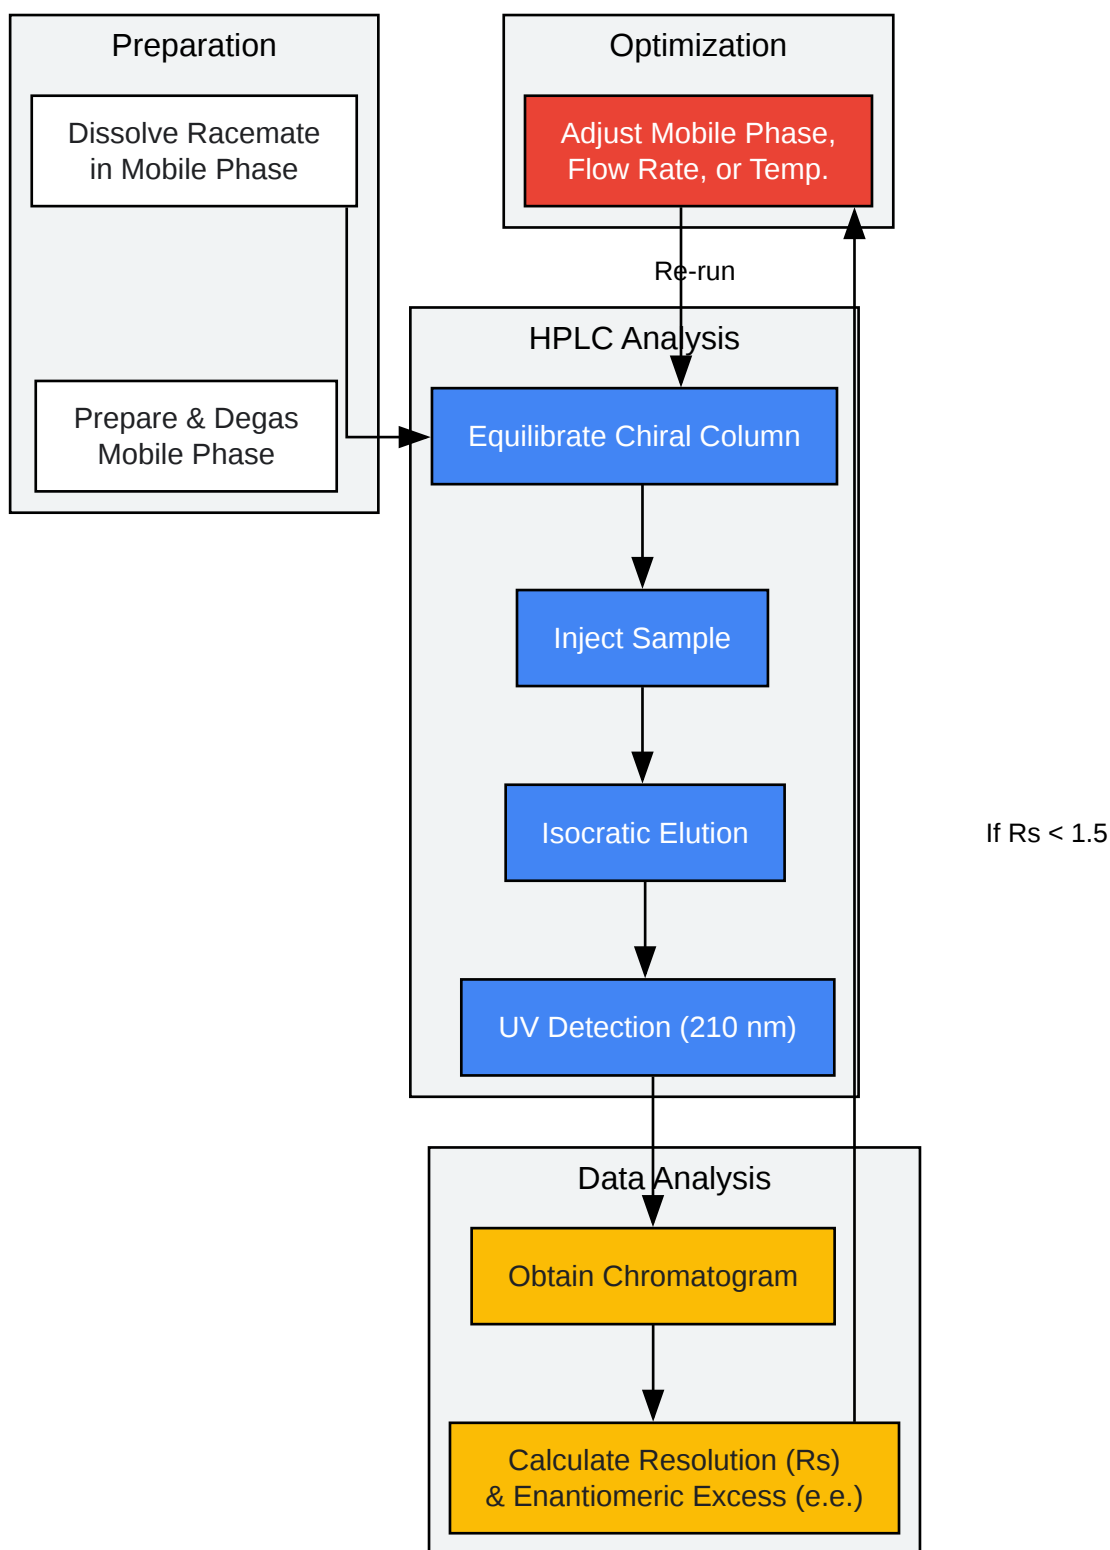 Preparation
Dissolve Racemate
in Mobile Phase
Prepare & Degas
Mobile Phase
Optimization
Adjust Mobile Phase,
Flow Rate, or Temp.
Re-run
HPLC Analysis
Equilibrate Chiral Column
Inject Sample
Isocratic Elution
UV Detection (210 nm)
If Rs < 1.5
Data Analysis
Obtain Chromatogram
Calculate Resolution (Rs)
& Enantiomeric Excess (e.e.)